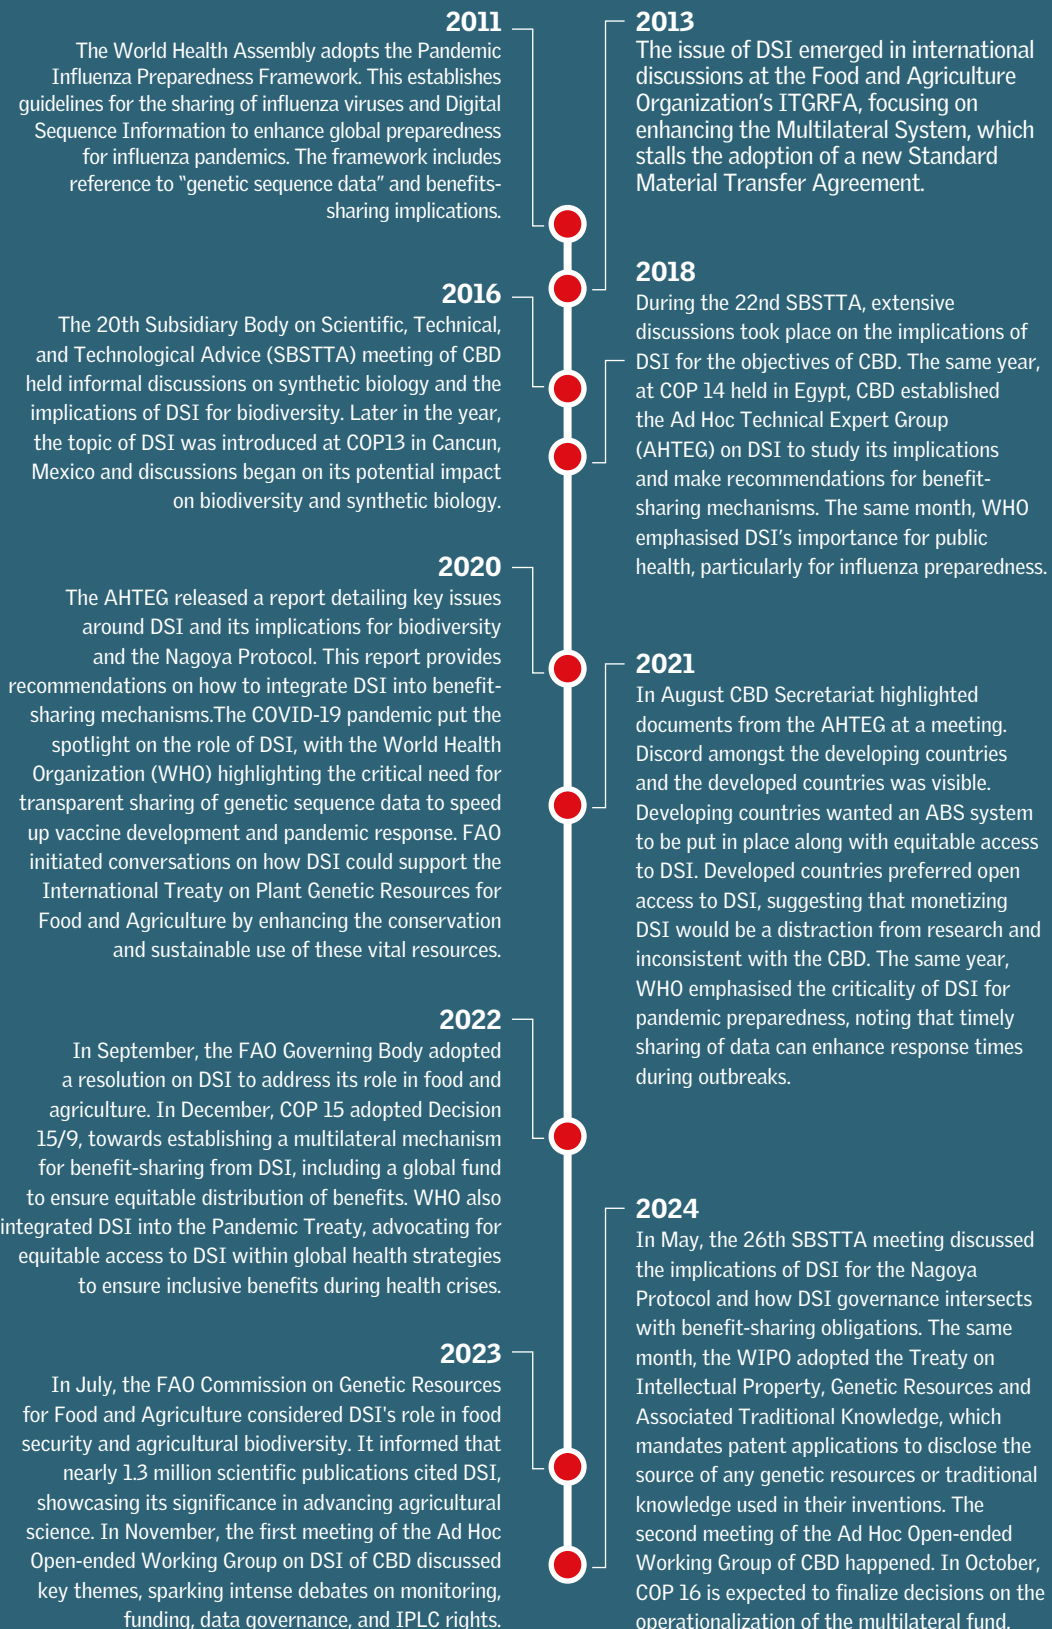 2011
The World Health Assembly adopts the Pandemic
Influenza Preparedness Framework. This establishes
guidelines for the sharing of influenza viruses and Digital
Sequence Information to enhance global preparedness
for influenza pandemics. The framework includes
reference to “genetic sequence data” and benefits-
sharing implications.
2013
The issue of DSI emerged in international
discussions at the Food and Agriculture
Organization’s ITGRFA, focusing on
enhancing the Multilateral System, which
stalls the adoption of a new Standard
Material Transfer Agreement.
2016
The 20th Subsidiary Body on Scientific, Technical,
and Technological Advice (SBSTTA) meeting of CBD
held informal discussions on synthetic biology and the
implications of DSI for biodiversity. Later in the year,
the topic of DSI was introduced at COP13 in Cancun,
Mexico and discussions began on its potential impact
on biodiversity and synthetic biology.
2018
During the 22nd SBSTTA, extensive
discussions took place on the implications of
DSI for the objectives of CBD. The same year,
at COP 14 held in Egypt, CBD established
the Ad Hoc Technical Expert Group
(AHTEG) on DSI to study its implications
and make recommendations for benefit-
sharing mechanisms. The same month, WHO
emphasised DSI’s importance for public
health, particularly for influenza preparedness.
2020
The AHTEG released a report detailing key issues
around DSI and its implications for biodiversity
and the Nagoya Protocol. This report provides
recommendations on how to integrate DSI into benefit-
sharing mechanisms.The COVID-19 pandemic put the
spotlight on the role of DSI, with the World Health
Organization (WHO) highlighting the critical need for
transparent sharing of genetic sequence data to speed
up vaccine development and pandemic response. FAO
initiated conversations on how DSI could support the
International Treaty on Plant Genetic Resources for
Food and Agriculture by enhancing the conservation
and sustainable use of these vital resources.
2021
In August CBD Secretariat highlighted
documents from the AHTEG at a meeting.
Discord amongst the developing countries
and the developed countries was visible.
Developing countries wanted an ABS system
to be put in place along with equitable access
to DSI. Developed countries preferred open
access to DSI, suggesting that monetizing
DSI would be a distraction from research and
inconsistent with the CBD. The same year,
WHO emphasised the criticality of DSI for
pandemic preparedness, noting that timely
sharing of data can enhance response times
during outbreaks.
2022
In September, the FAO Governing Body adopted
a resolution on DSI to address its role in food and
agriculture. In December, COP 15 adopted Decision
15/9, towards establishing a multilateral mechanism
for benefit-sharing from DSI, including a global fund
to ensure equitable distribution of benefits. WHO also
integrated DSI into the Pandemic Treaty, advocating for
equitable access to DSI within global health strategies
to ensure inclusive benefits during health crises.
2023
In July, the FAO Commission on Genetic Resources
for Food and Agriculture considered DSI's role in food
security and agricultural biodiversity. It informed that
nearly 1.3 million scientific publications cited DSI,
showcasing its significance in advancing agricultural
science. In November, the first meeting of the Ad Hoc
Open-ended Working Group on DSI of CBD discussed
key themes, sparking intense debates on monitoring,
funding, data governance, and IPLC rights.
2024
In May, the 26th SBSTTA meeting discussed
the implications of DSI for the Nagoya
Protocol and how DSI governance intersects
with benefit-sharing obligations. The same
month, the WIPO adopted the Treaty on
Intellectual Property, Genetic Resources and
Associated Traditional Knowledge, which
mandates patent applications to disclose the
source of any genetic resources or traditional
knowledge used in their inventions. The
second meeting of the Ad Hoc Open-ended
Working Group of CBD happened. In October,
COP 16 is expected to finalize decisions on the
operationalization of the multilateral fund.